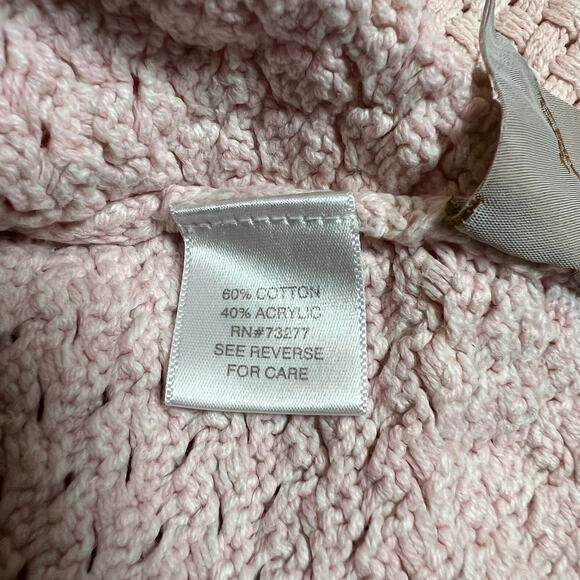 60% COTTON
40% ACRYLIC
RN#73277
SEE REVERSE
FOR CARE